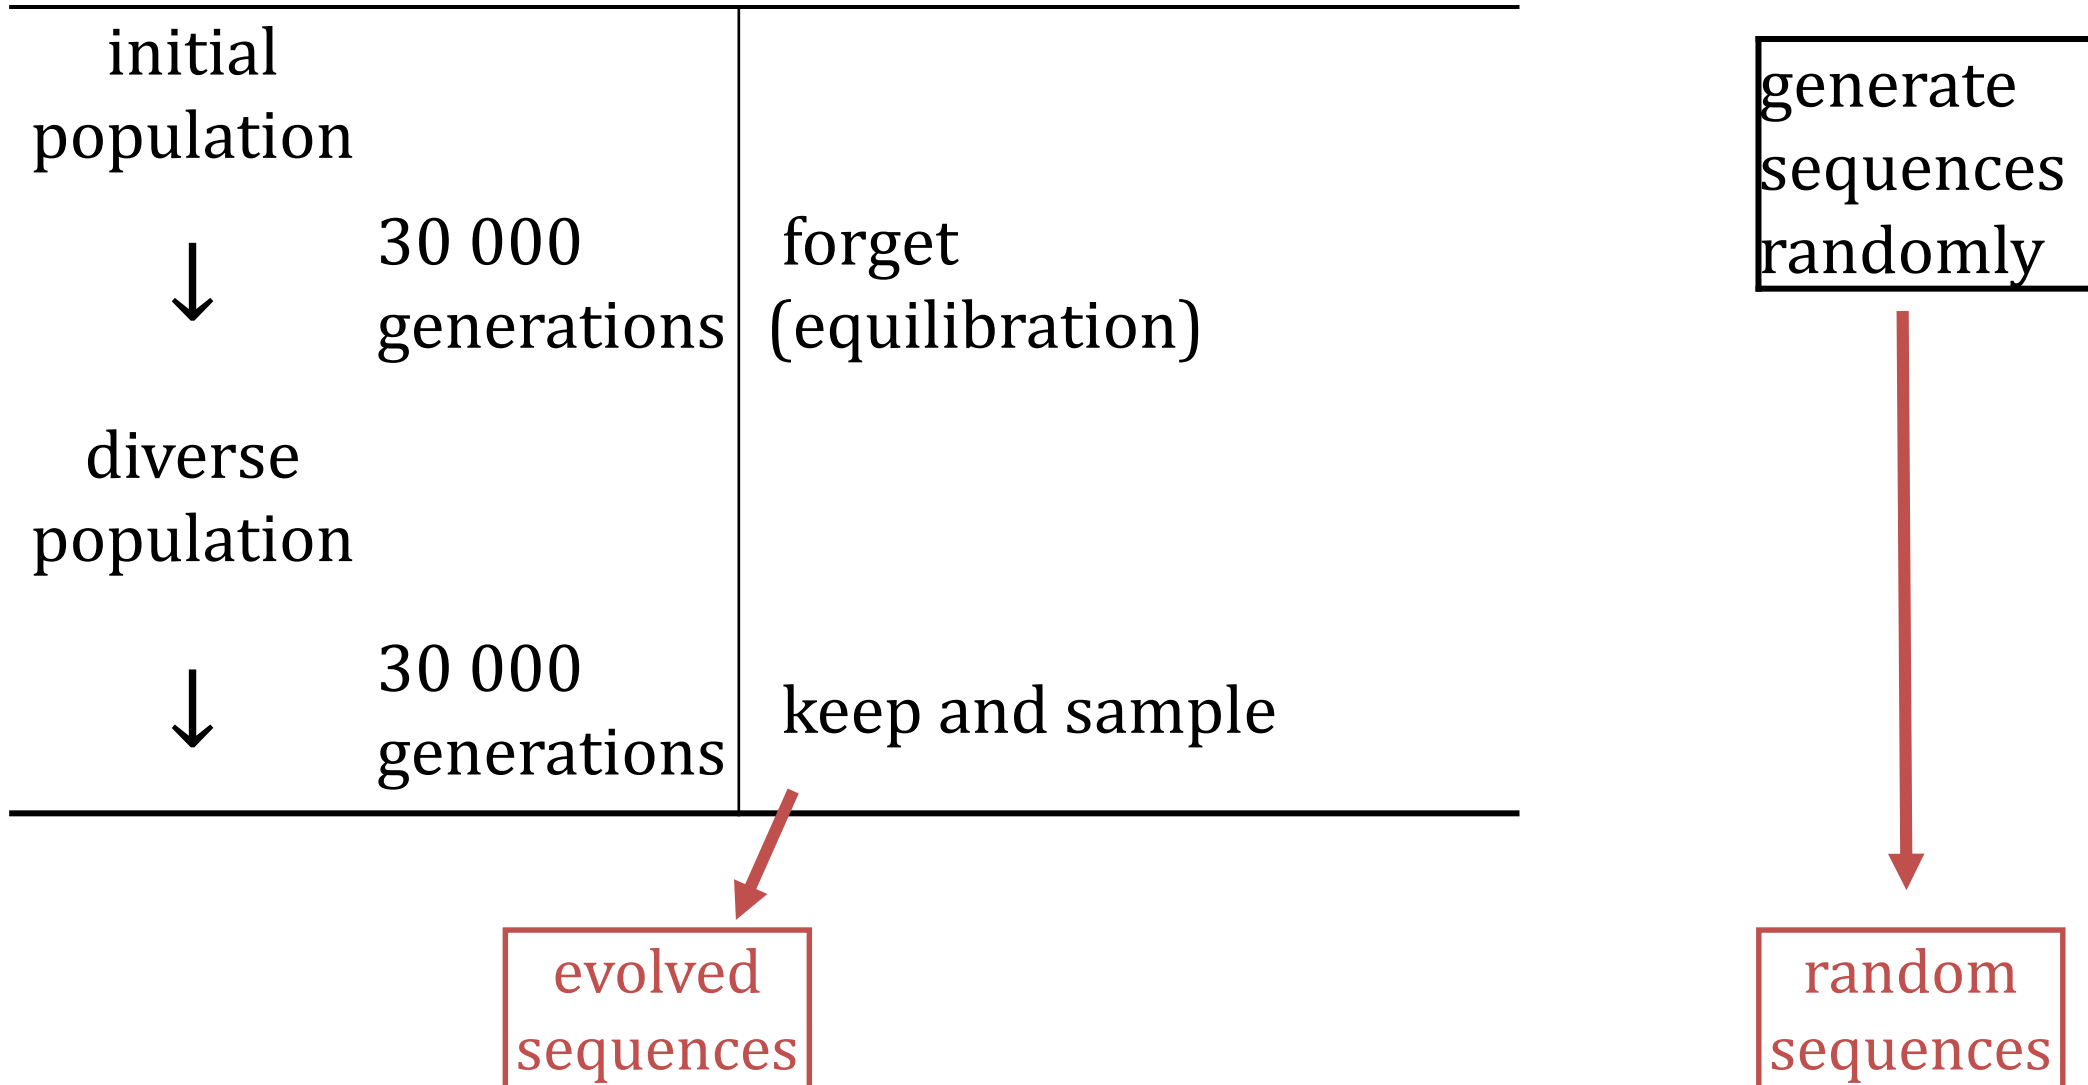 initial
population
↓
30 000
generations
forget
(equilibration)
diverse
population
↓
30 000
generations
keep and sample
evolved
sequences
generate
sequences
randomly
random
sequences